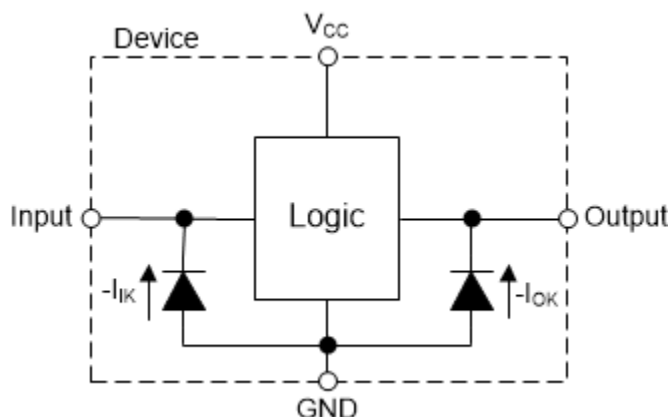 Device
VCC
Input
Logic
Output
-IIK
-IOK
GND